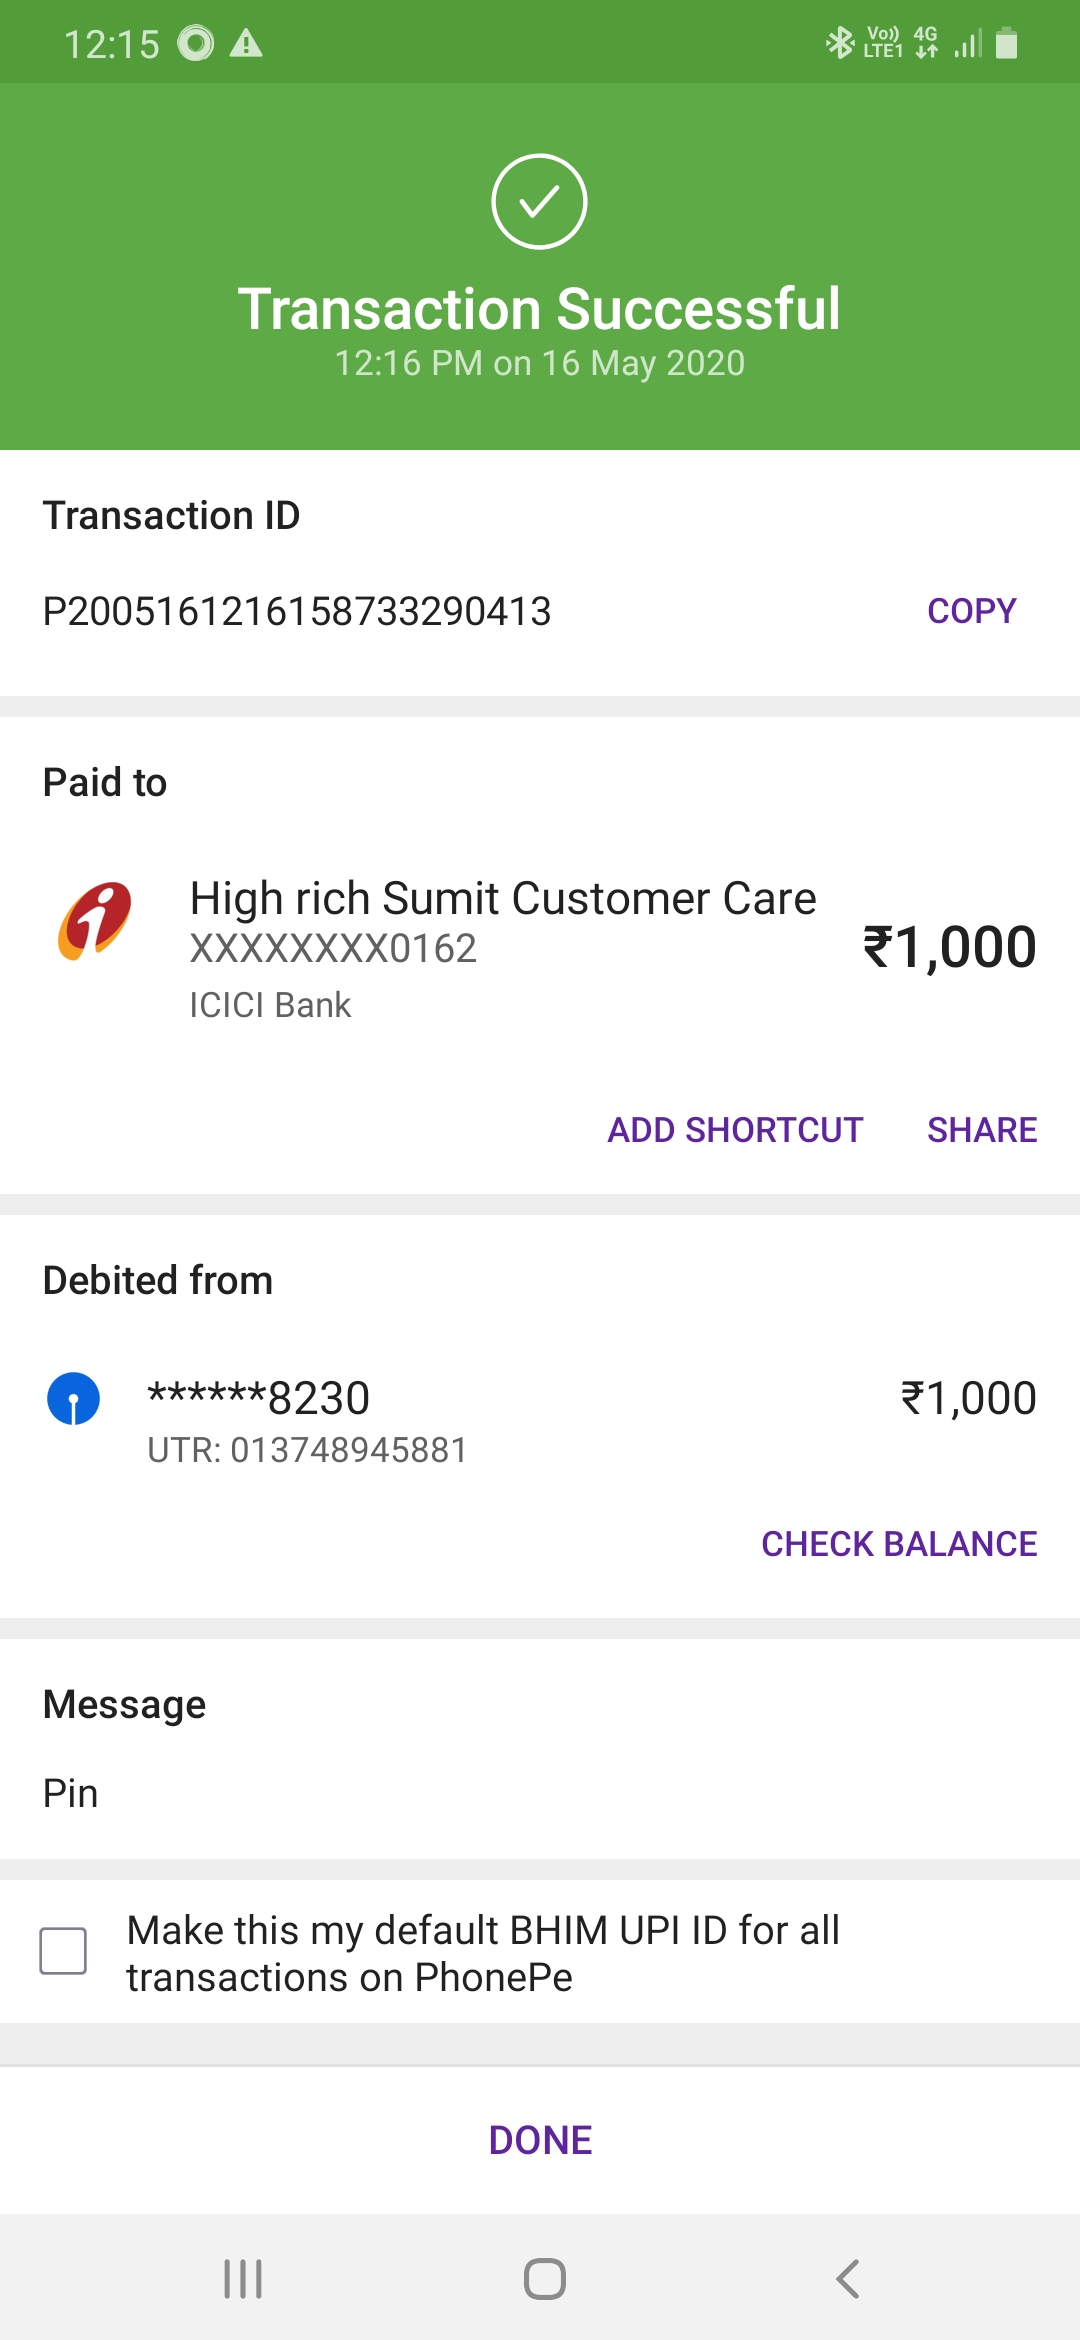 12:15
Vo)) 4G
LTE1
Transaction Successful
12:16 PM on 16 May 2020
Transaction ID
P2005161216158733290413 COPY
Paid to
High rich Sumit Customer Care
XXXXXXXX0162
₹1,000
ICICI Bank
ADD SHORTCUT SHARE
Debited from
******8230 ₹1,000
UTR: 013748945881
CHECK BALANCE
Message
Pin
Make this my default BHIM UPI ID for all
transactions on PhonePe
DONE